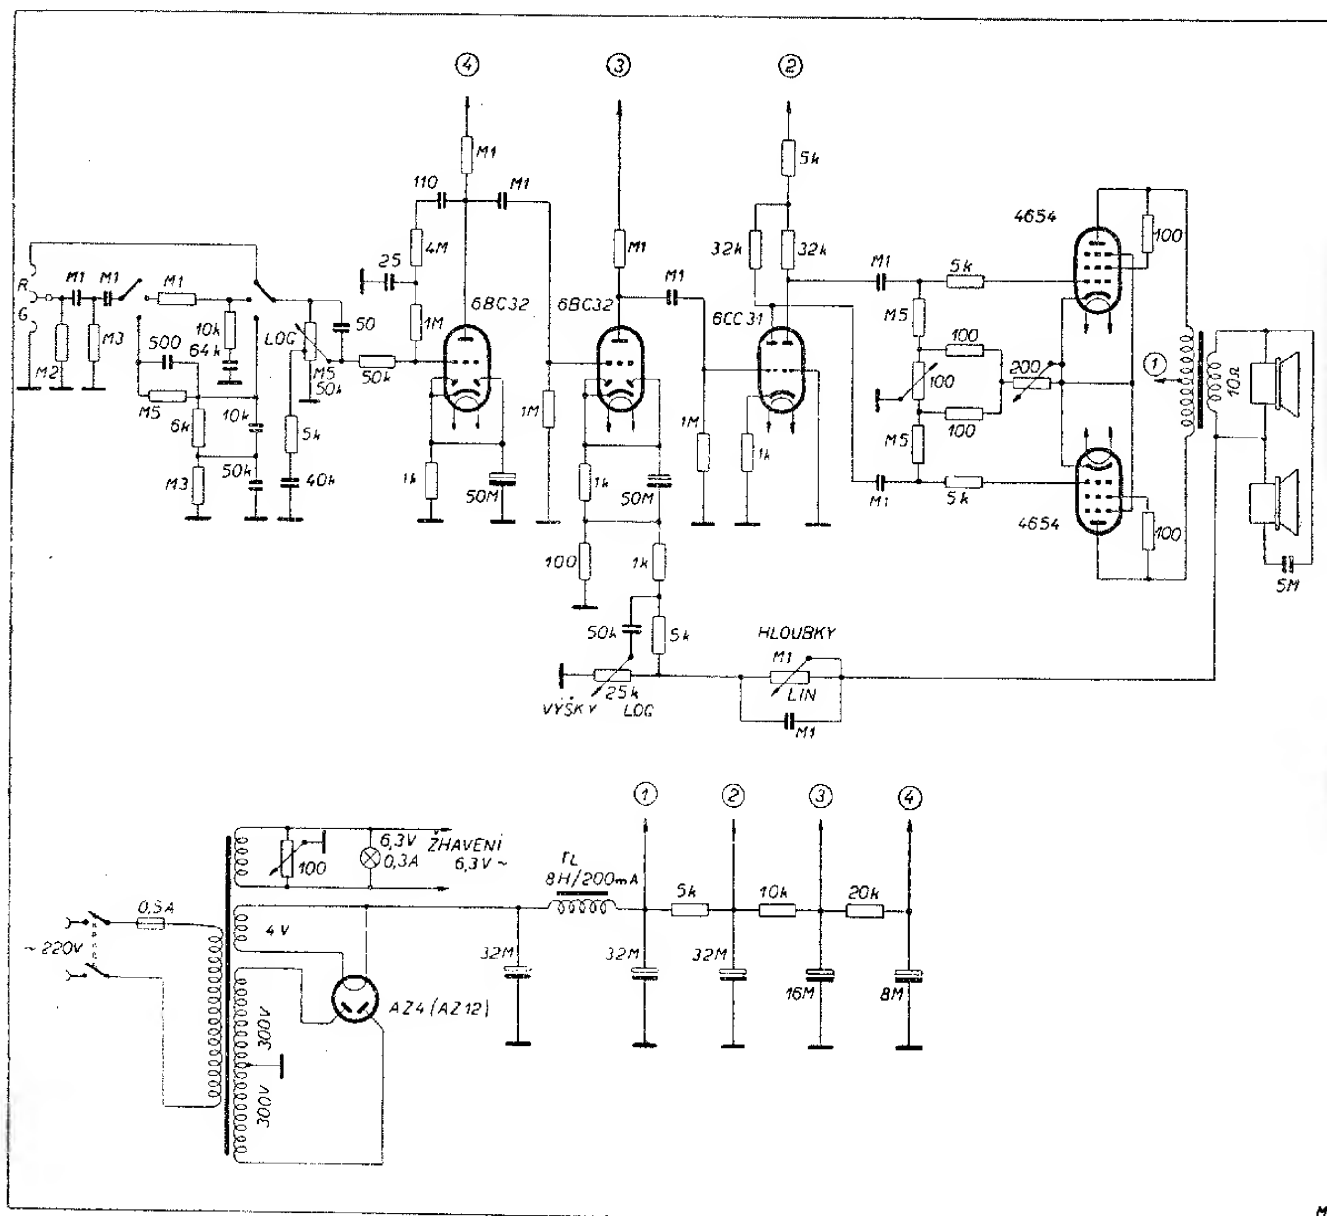 4
3
2
M1
5k
110
M1
4654
100
4M
M1
32k
32k
25
M1
M1
5k
R
M1
M1
M1
6BC32
6BC32
6CC31
G
10k
LOG
50
1M
M5
100
500
64k
M2
M3
M5
50k
50k
100
200
1
10Ω
M5
10k
1M
1M
100
6k
5k
M5
M3
50k
40k
1k
50M
1k
50M
1k
M1
5k
4654
100
100
1k
5M
50k
5k
HLOUBKY
M1
25k
LIN
VÝŠKY
LOG
M1
1
2
3
4
6,3V
0,3A
ŽHAVENÍ
6,3V ~
100
TL
8H/200mA
5k
10k
20k
0,5A
4V
~ 220V
32M
32M
32M
16M
8M
AZ4 (AZ12)
300V
300V
M